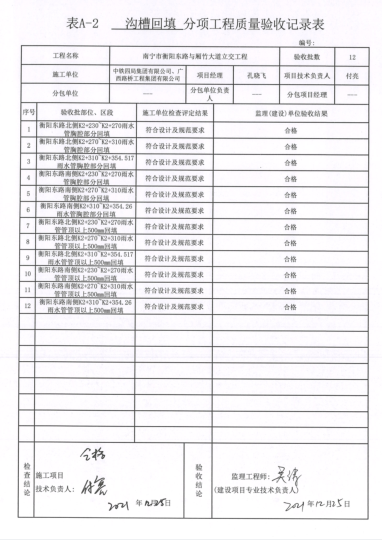 表A-2 沟槽回填 分项工程质量验收记录表
编号:
工程名称 南宁市衡阳东路与厢竹大道立交工程 验收批数 12
施工单位 中铁四局集团有限公司、广西路桥工程集团有限公司 项目经理 孔晓飞 项目技术负责人 付亮
分包单位 --- 分包单位负责人 --- 分包项目经理 ---
序号 验收批部位、区段 施工单位检查评定结果 监理(建设)单位验收结果
1 衡阳东路北侧K2+230~K2+270雨水管胸腔部分回填 符合设计及规范要求 合格
2 衡阳东路北侧K2+270~K2+310雨水管胸腔部分回填 符合设计及规范要求 合格
3 衡阳东路北侧K2+310~K2+354.517雨水管胸腔部分回填 符合设计及规范要求 合格
4 衡阳东路南侧K2+230~K2+270雨水管胸腔部分回填 符合设计及规范要求 合格
5 衡阳东路南侧K2+270~K2+310雨水管胸腔部分回填 符合设计及规范要求 合格
6 衡阳东路南侧K2+310~K2+354.26雨水管胸腔部分回填 符合设计及规范要求 合格
7 衡阳东路北侧K2+230~K2+270雨水管管顶以上500mm回填 符合设计及规范要求 合格
8 衡阳东路北侧K2+270~K2+310雨水管管顶以上500mm回填 符合设计及规范要求 合格
9 衡阳东路北侧K2+310~K2+354.517雨水管管顶以上500mm回填 符合设计及规范要求 合格
10 衡阳东路南侧K2+230~K2+270雨水管管顶以上500mm回填 符合设计及规范要求 合格
11 衡阳东路南侧K2+270~K2+310雨水管管顶以上500mm回填 符合设计及规范要求 合格
12 衡阳东路南侧K2+310~K2+354.26雨水管管顶以上500mm回填 符合设计及规范要求 合格
检查结论
合格
施工项目
技术负责人:
2021 年12月25日
验收结论
监理工程师:
(建设项目专业技术负责人)
2021年12月25日